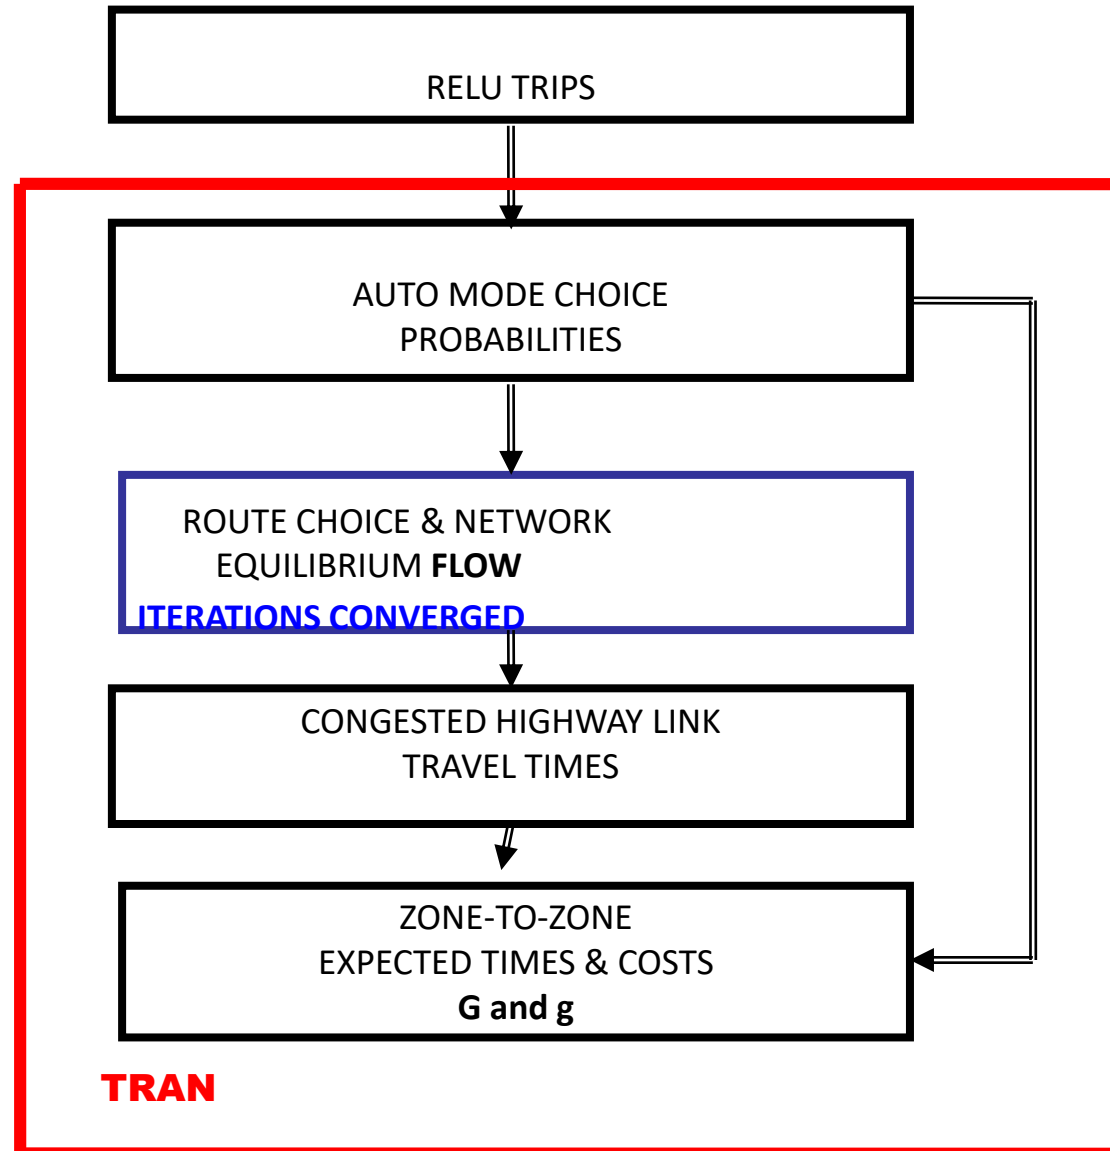 RELU TRIPS
AUTO MODE CHOICE
PROBABILITIES
ROUTE CHOICE & NETWORK
EQUILIBRIUM FLOW
ITERATIONS CONVERGED
CONGESTED HIGHWAY LINK
TRAVEL TIMES
ZONE-TO-ZONE
EXPECTED TIMES & COSTS
G and g
TRAN